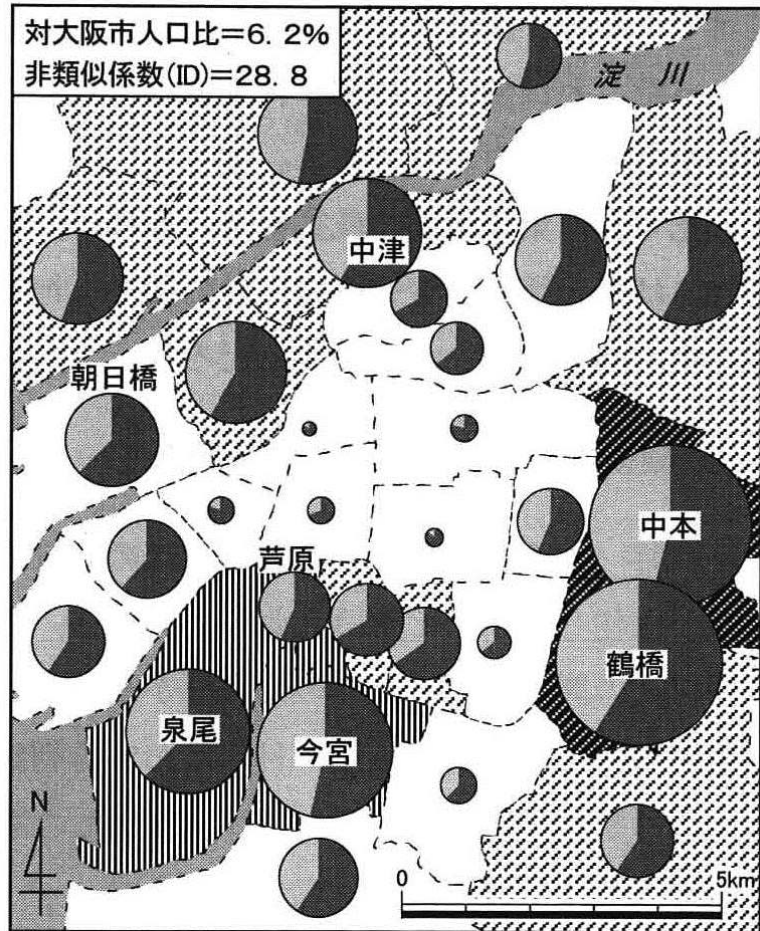 対大阪市人口比=6.2%
非類似係数(ID)=28.8
淀川
中津
朝日橋
中本
芦原
鶴橋
泉尾
今宮
N
0 5km